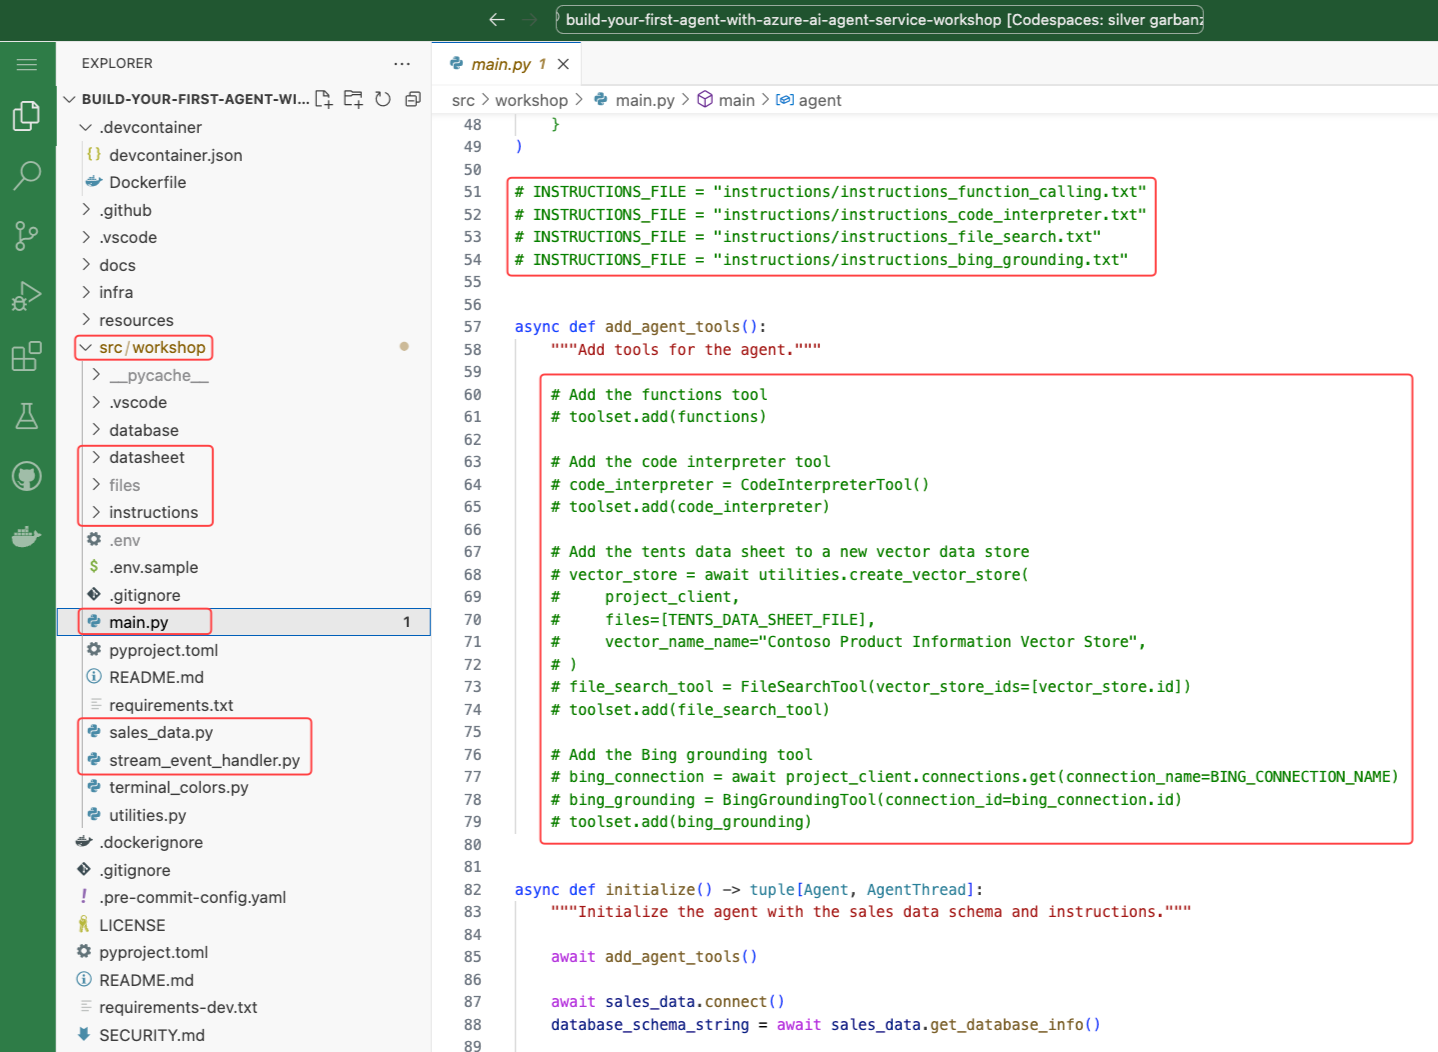 build-your-first-agent-with-azure-ai-agent-service-workshop [Codespaces: silver garbanz
EXPLORER
BUILD-YOUR-FIRST-AGENT-WI...
.devcontainer
devcontainer.json
Dockerfile
.github
.vscode
docs
infra
resources
src/workshop
__pycache__
.vscode
database
datasheet
files
instructions
.env
.env.sample
.gitignore
main.py 1
pyproject.toml
README.md
requirements.txt
sales_data.py
stream_event_handler.py
terminal_colors.py
utilities.py
.dockerignore
.gitignore
.pre-commit-config.yaml
LICENSE
pyproject.toml
README.md
requirements-dev.txt
SECURITY.md
main.py 1
src > workshop > main.py > main > agent
48     }
49 )
50
51 # INSTRUCTIONS_FILE = "instructions/instructions_function_calling.txt"
52 # INSTRUCTIONS_FILE = "instructions/instructions_code_interpreter.txt"
53 # INSTRUCTIONS_FILE = "instructions/instructions_file_search.txt"
54 # INSTRUCTIONS_FILE = "instructions/instructions_bing_grounding.txt"
55
56
57 async def add_agent_tools():
58     """Add tools for the agent."""
59
60     # Add the functions tool
61     # toolset.add(functions)
62
63     # Add the code interpreter tool
64     # code_interpreter = CodeInterpreterTool()
65     # toolset.add(code_interpreter)
66
67     # Add the tents data sheet to a new vector data store
68     # vector_store = await utilities.create_vector_store(
69     #     project_client,
70     #     files=[TENTS_DATA_SHEET_FILE],
71     #     vector_name_name="Contoso Product Information Vector Store",
72     # )
73     # file_search_tool = FileSearchTool(vector_store_ids=[vector_store.id])
74     # toolset.add(file_search_tool)
75
76     # Add the Bing grounding tool
77     # bing_connection = await project_client.connections.get(connection_name=BING_CONNECTION_NAME)
78     # bing_grounding = BingGroundingTool(connection_id=bing_connection.id)
79     # toolset.add(bing_grounding)
80
81
82 async def initialize() -> tuple[Agent, AgentThread]:
83     """Initialize the agent with the sales data schema and instructions."""
84
85     await add_agent_tools()
86
87     await sales_data.connect()
88     database_schema_string = await sales_data.get_database_info()
89